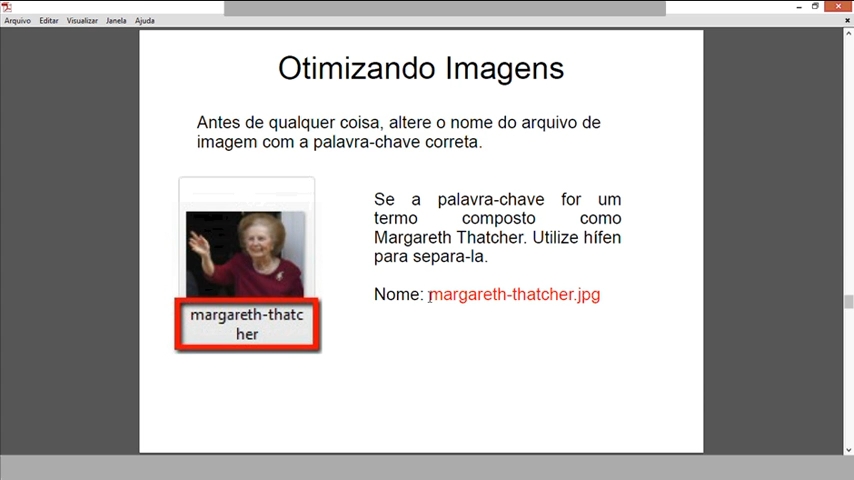 Arquivo Editar Visualizar Janela Ajuda
Otimizando Imagens
Antes de qualquer coisa, altere o nome do arquivo de
imagem com a palavra-chave correta.
margareth-thatc
her
Se a palavra-chave for um
termo composto como
Margareth Thatcher. Utilize hífen
para separa-la.
Nome: margareth-thatcher.jpg